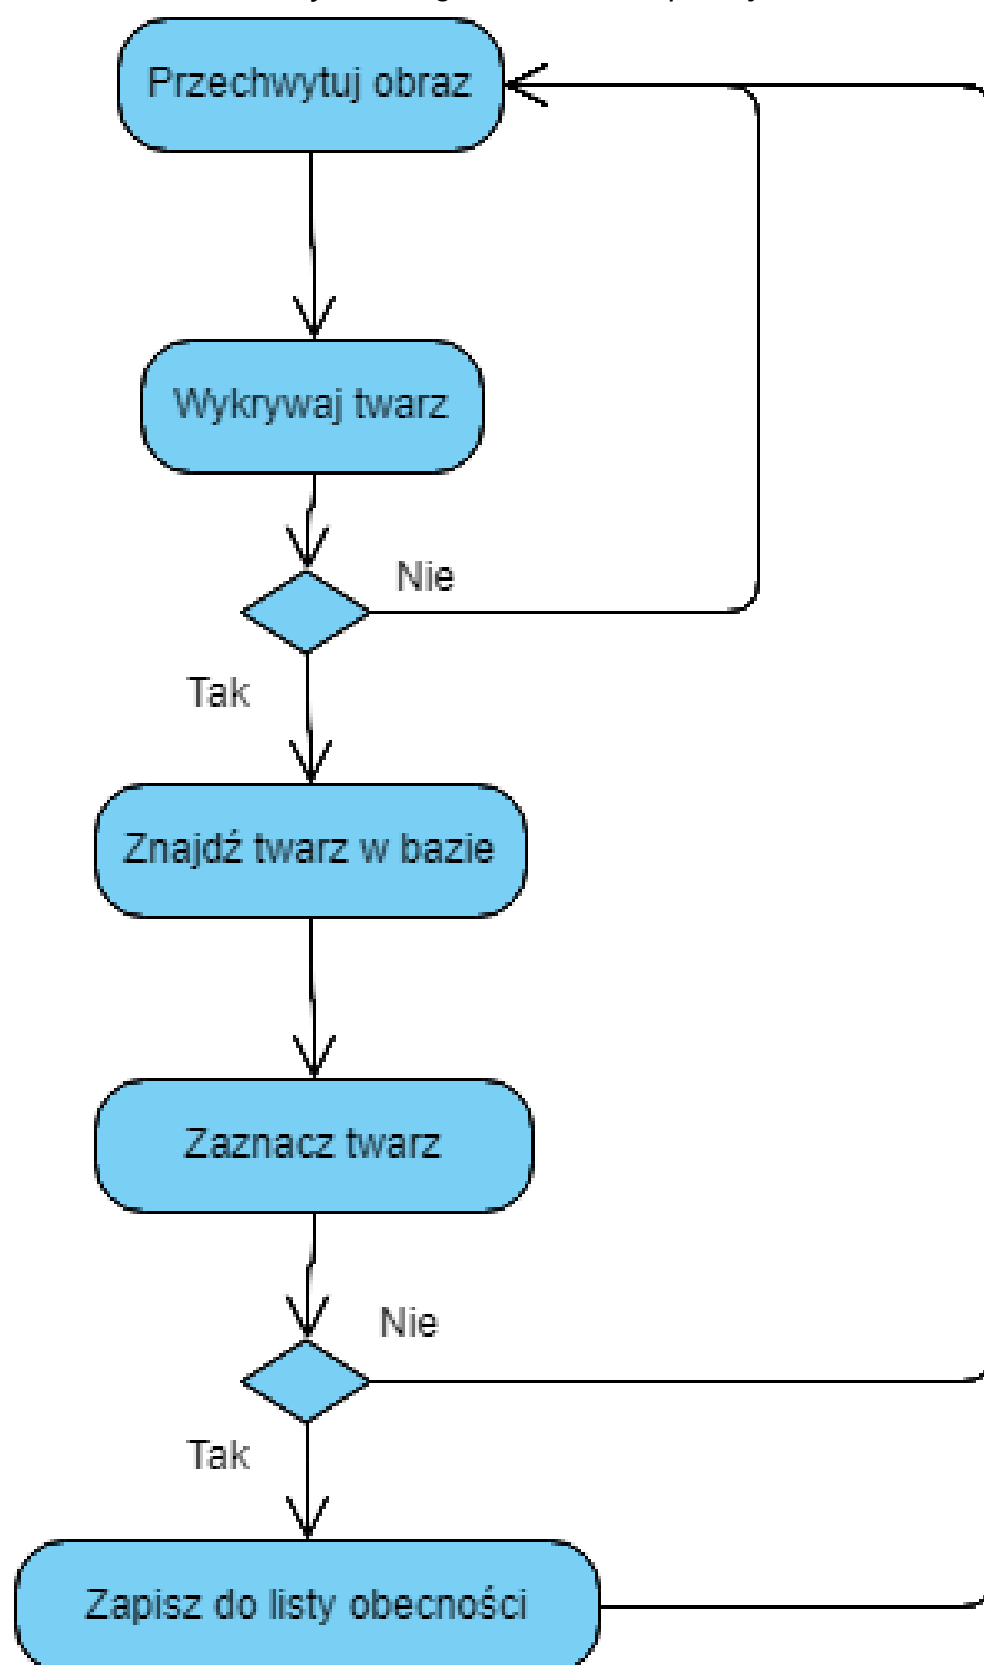 Przechwytuj obraz
Wykrywaj twarz
Nie
Tak
Znajdź twarz w bazie
Zaznacz twarz
Nie
Tak
Zapisz do listy obecności